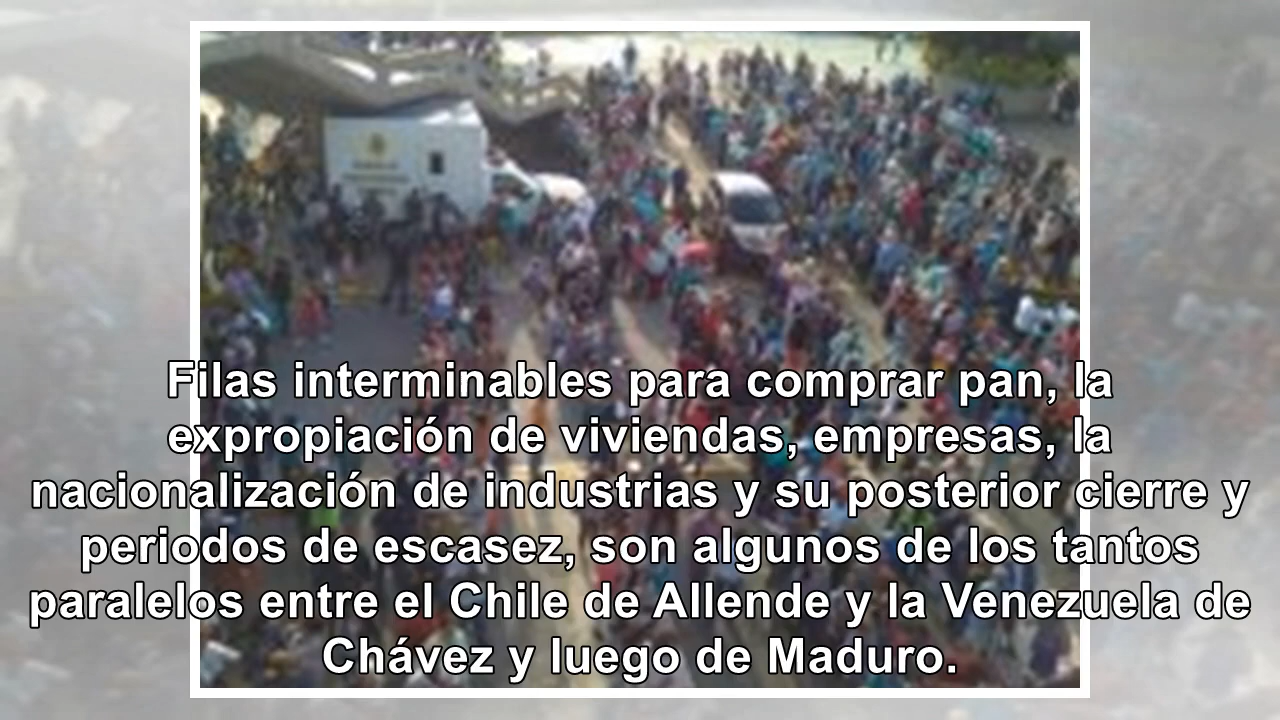 Filas interminables para comprar pan, la
expropiación de viviendas, empresas, la
nacionalización de industrias y su posterior cierre y
periodos de escasez, son algunos de los tantos
paralelos entre el Chile de Allende y la Venezuela de
Chávez y luego de Maduro.